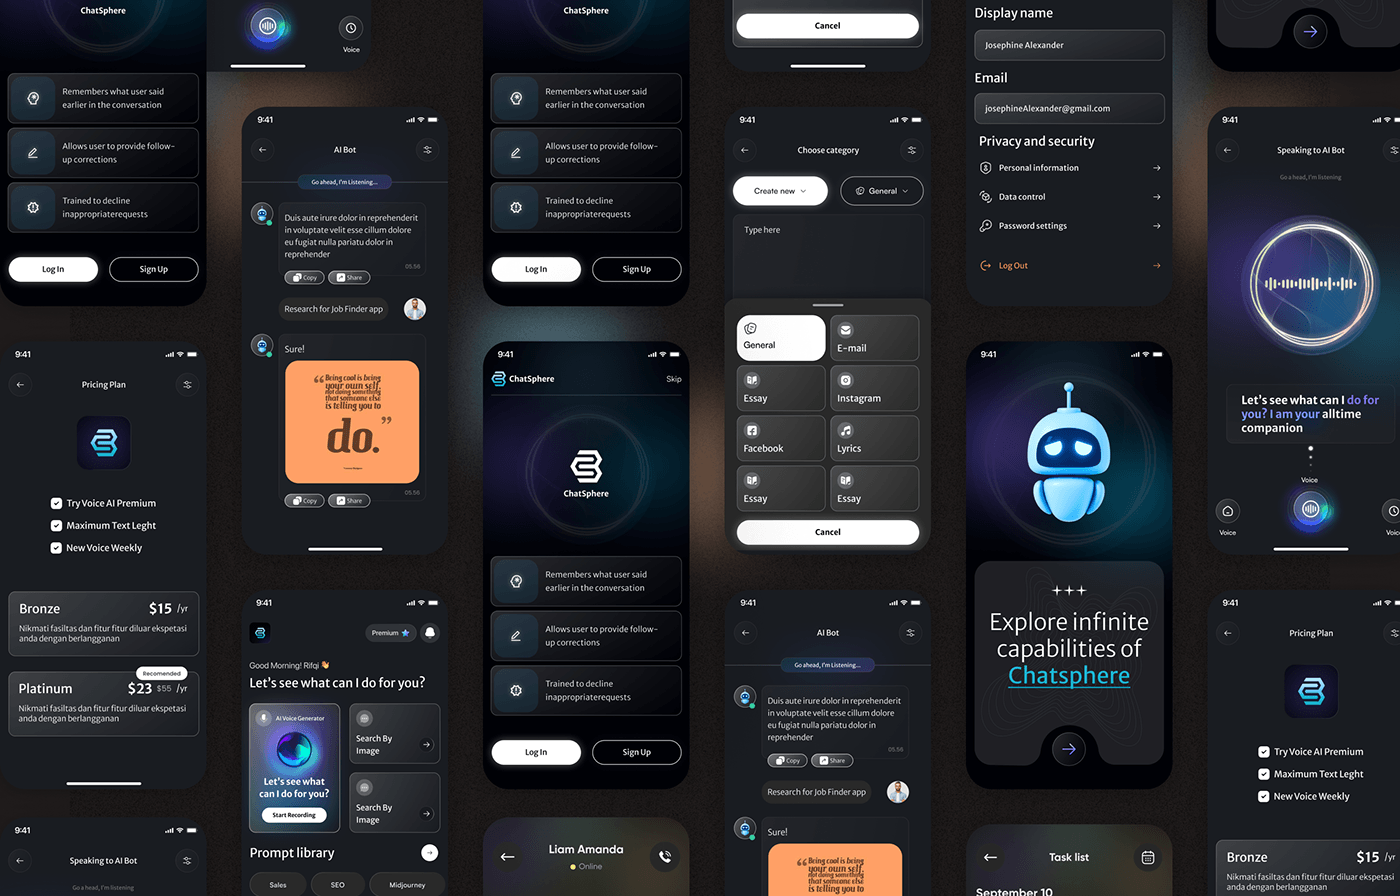 ChatSphere
Remembers what user said
earlier in the conversation
Allows user to provide follow-
up corrections
Trained to decline
inappropriaterequests
Log In
Sign Up
9:41
Pricing Plan
Try Voice AI Premium
Maximum Text Leght
New Voice Weekly
Bronze
$15 /yr
Nikmati fasiltas dan fitur fitur diluar ekspetasi
anda dengan berlangganan
Recomended
Platinum
$23 $55 /yr
Nikmati fasiltas dan fitur fitur diluar ekspetasi
anda dengan berlangganan
9:41
Speaking to AI Bot
Go a head, I'm listening
Voice
9:41
AI Bot
Go ahead, I'm Listening...
Duis aute irure dolor in reprehenderit
in voluptate velit esse cillum dolore
eu fugiat nulla pariatu dolor in
reprehender
05.56
Copy
Share
Research for Job Finder app
Sure!
“Being cool is being
your own self,
not doing something
that someone else
is telling you to
do.”
05.56
Copy
Share
9:41
Premium
Good Morning! Rifqi 👋
Let's see what can I do for you?
AI Voice Generator
Let's see what
can I do for you?
Start Recording
Search By
Image
Search By
Image
Prompt library
Sales
SEO
Midjourney
ChatSphere
Remembers what user said
earlier in the conversation
Allows user to provide follow-
up corrections
Trained to decline
inappropriaterequests
Log In
Sign Up
9:41
ChatSphere
Skip
ChatSphere
Remembers what user said
earlier in the conversation
Allows user to provide follow-
up corrections
Trained to decline
inappropriaterequests
Log In
Sign Up
Liam Amanda
Online
Cancel
9:41
Choose category
Create new
General
Type here
General
E-mail
Essay
Instagram
Facebook
Lyrics
Essay
Essay
Cancel
9:41
AI Bot
Go ahead, I'm Listening...
Duis aute irure dolor in reprehenderit
in voluptate velit esse cillum dolore
eu fugiat nulla pariatu dolor in
reprehender
05.56
Copy
Share
Research for Job Finder app
Sure!
“Being cool is being
your own self,
not doing something
that someone else
is telling you to
Display name
Josephine Alexander
Email
josephineAlexander@gmail.com
Privacy and security
Personal information
Data control
Password settings
Log Out
9:41
Explore infinite
capabilities of
Chatsphere
Task list
September 10
9:41
Speaking to AI Bot
Go a head, I'm listening
Let's see what can I do for
you? I am your alltime
companion
Voice
Voice
9:41
Pricing Plan
Try Voice AI Premium
Maximum Text Leght
New Voice Weekly
Bronze
$15 /yr
Nikmati fasiltas dan fitur fitur diluar ekspetasi
anda dengan berlangganan